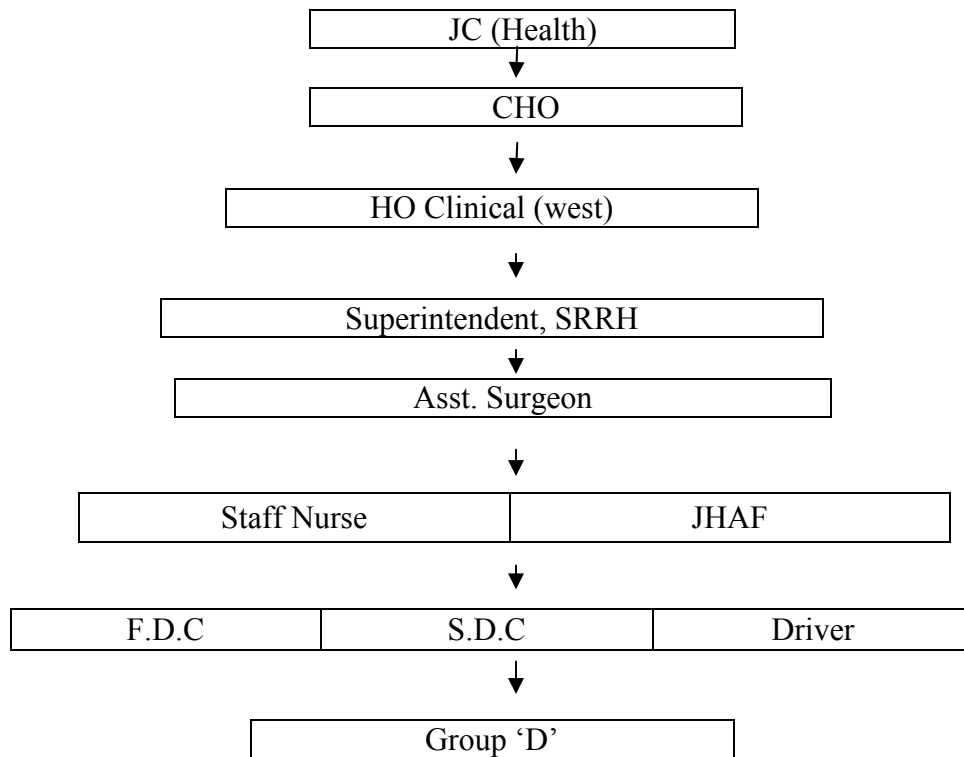 JC (Health)
CHO
HO Clinical (west)
Superintendent, SRRH
Asst. Surgeon
Staff Nurse JHAF
F.D.C S.D.C Driver
Group ‘D’